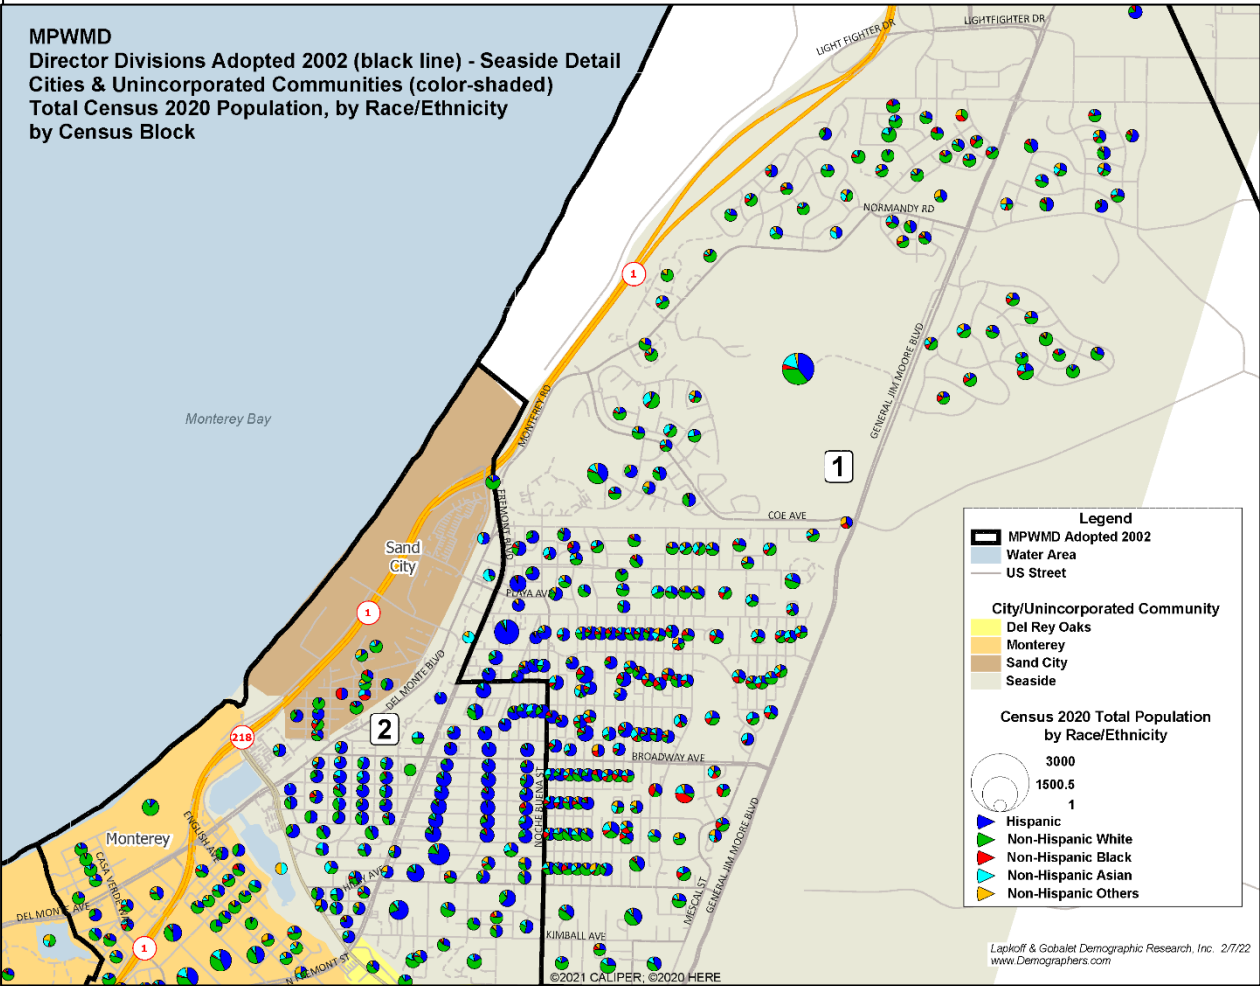 MPWMD
Director Divisions Adopted 2002 (black line) - Seaside Detail
Cities & Unincorporated Communities (color-shaded)
Total Census 2020 Population, by Race/Ethnicity
by Census Block
LIGHT FIGHTER DR
LIGHTFIGHTER DR
NORMANDY RD
1
Monterey Bay
MONTEREY RD
GENERAL JIM MOORE BLVD
1
COE AVE
FREMONT BLVD
Sand
City
PLAYA AVE
1
DEL MONTE BLVD
2
218
BROADWAY AVE
NOCHE BUENA ST
ENGLISH AVE
Monterey
CASA VERDE WAY
HILBY AVE
MESCAL ST
GENERAL JIM MOORE BLVD
DEL MONTE AVE
KIMBALL AVE
1
N FREMONT ST
©2021 CALIPER; ©2020 HERE
Legend
MPWMD Adopted 2002
Water Area
US Street
City/Unincorporated Community
Del Rey Oaks
Monterey
Sand City
Seaside
Census 2020 Total Population
by Race/Ethnicity
3000
1500.5
1
Hispanic
Non-Hispanic White
Non-Hispanic Black
Non-Hispanic Asian
Non-Hispanic Others
Lapkoff & Gobalet Demographic Research, Inc. 2/7/22
www.Demographers.com